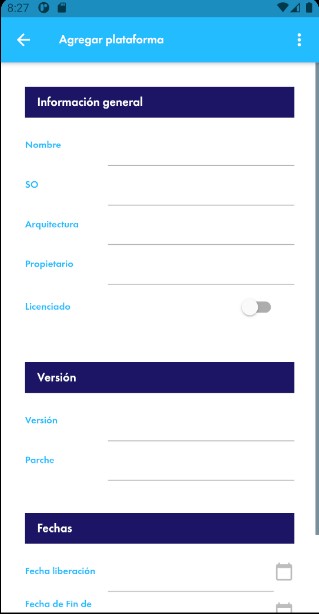 8:27
Agregar plataforma
Información general
Nombre
SO
Arquitectura
Propietario
Licenciado
Versión
Versión
Parche
Fechas
Fecha liberación
Fecha de Fin de